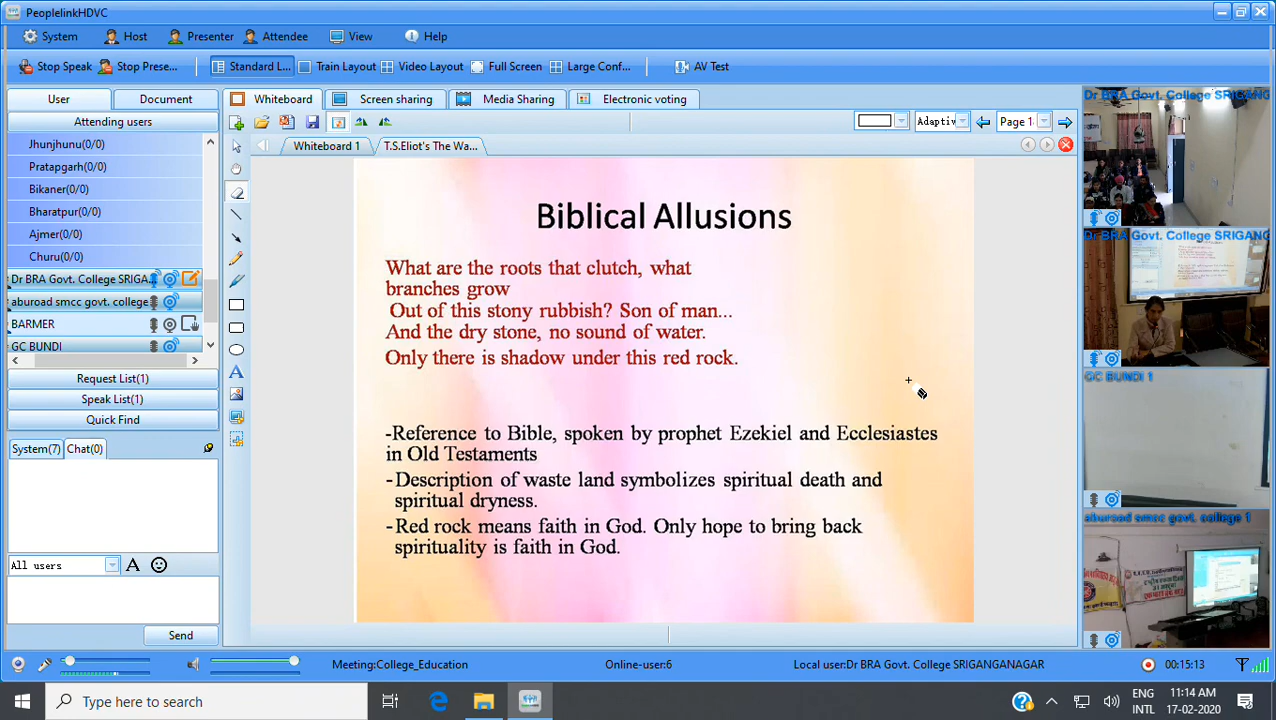 PeoplelinkHDVC
System Host Presenter Attendee View Help
Stop Speak Stop Prese... Standard L... Train Layout Video Layout Full Screen Large Conf... AV Test
User Document
Whiteboard Screen sharing Media Sharing Electronic voting
Attending users
Adaptiv Page 1
Whiteboard 1 T.S.Eliot's The Wa...
Jhunjhunu(0/0)
Pratapgarh(0/0)
Bikaner(0/0)
Bharatpur(0/0)
Ajmer(0/0)
Churu(0/0)
Dr BRA Govt. College SRIGA...
aburoad smcc govt. college
BARMER
GC BUNDI
Request List(1)
Speak List(1)
Quick Find
System(7) Chat(0)
All users A
Send
Biblical Allusions
What are the roots that clutch, what
branches grow
Out of this stony rubbish? Son of man...
And the dry stone, no sound of water.
Only there is shadow under this red rock.
-Reference to Bible, spoken by prophet Ezekiel and Ecclesiastes
in Old Testaments
-Description of waste land symbolizes spiritual death and
spiritual dryness.
-Red rock means faith in God. Only hope to bring back
spirituality is faith in God.
Dr BRA Govt. College SRIGANG
Dr BRA Govt. College SRIGANG
GC BUNDI 1
aburoad smcc govt. college 1
Meeting:College_Education Online-user:6 Local user:Dr BRA Govt. College SRIGANGANAGAR 00:15:13
Type here to search
ENG
INTL
11:14 AM
17-02-2020